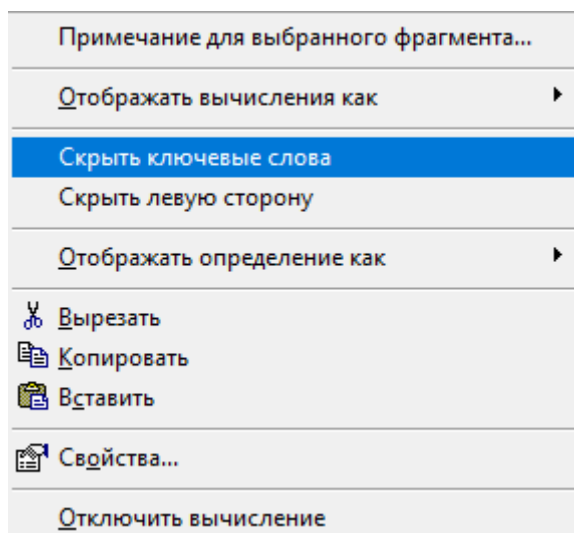 Примечание для выбранного фрагмента...
Отображать вычисления как
Скрыть ключевые слова
Скрыть левую сторону
Отображать определение как
Вырезать
Копировать
Вставить
Свойства...
Отключить вычисление